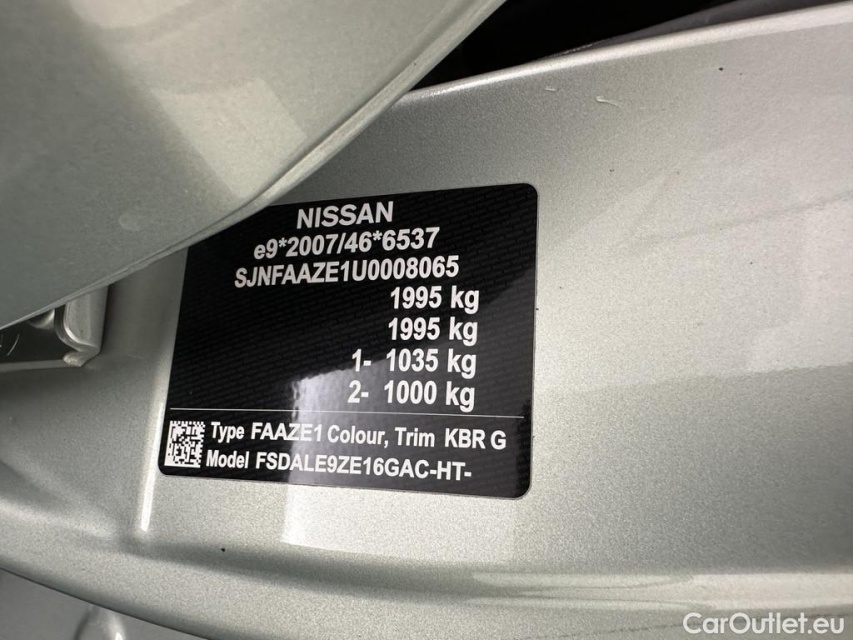 NISSAN
e9*2007/46*6537
SJNFAAZE1U0008065
1995 kg
1995 kg
1- 1035 kg
2- 1000 kg
Type FAAZE1 Colour, Trim KBR G
Model FSDALE9ZE16GAC-HT-
CarOutlet.eu